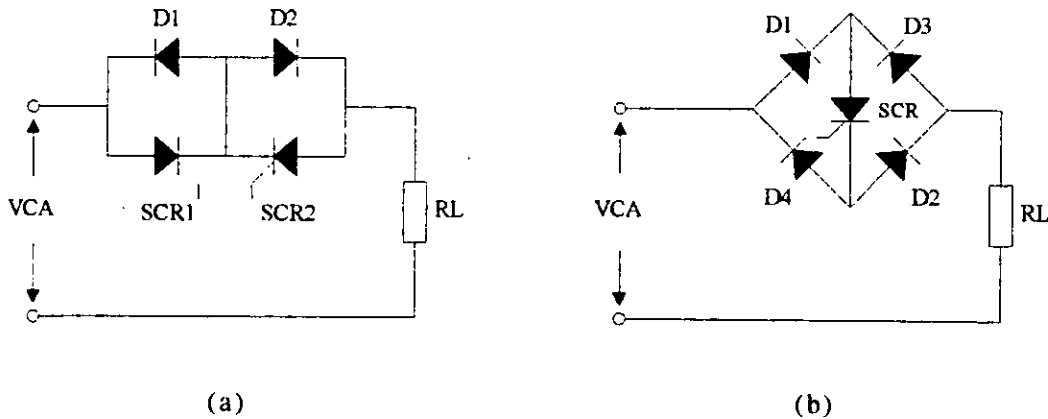 D1 D2
SCR1 SCR2
VCA
RL
(a)
D1 D3
SCR
D4 D2
VCA
RL
(b)